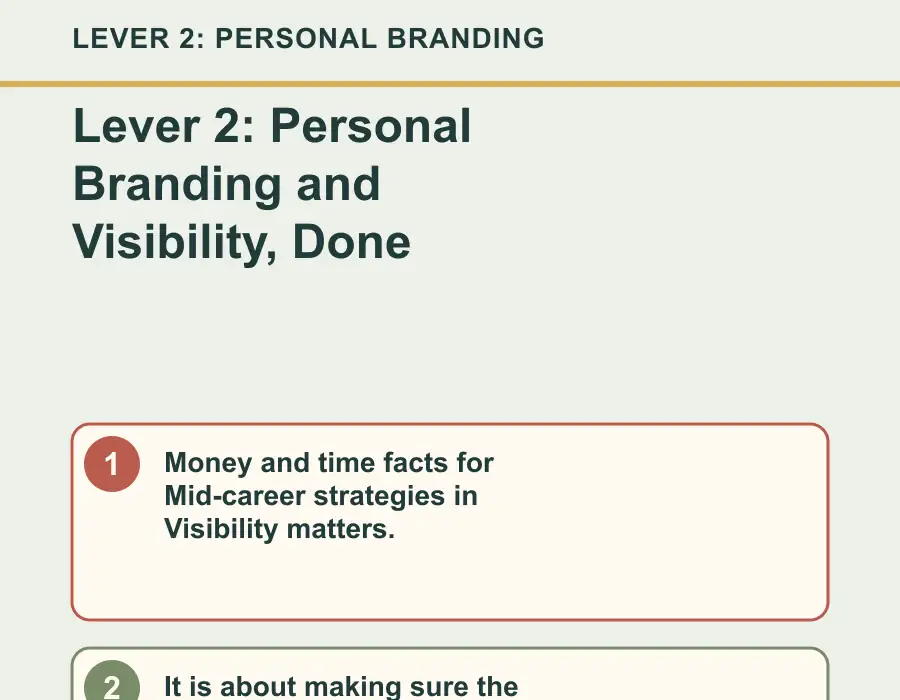 LEVER 2: PERSONAL BRANDING
Lever 2: Personal
Branding and
Visibility, Done
1
Money and time facts for
Mid-career strategies in
Visibility matters.
2
It is about making sure the